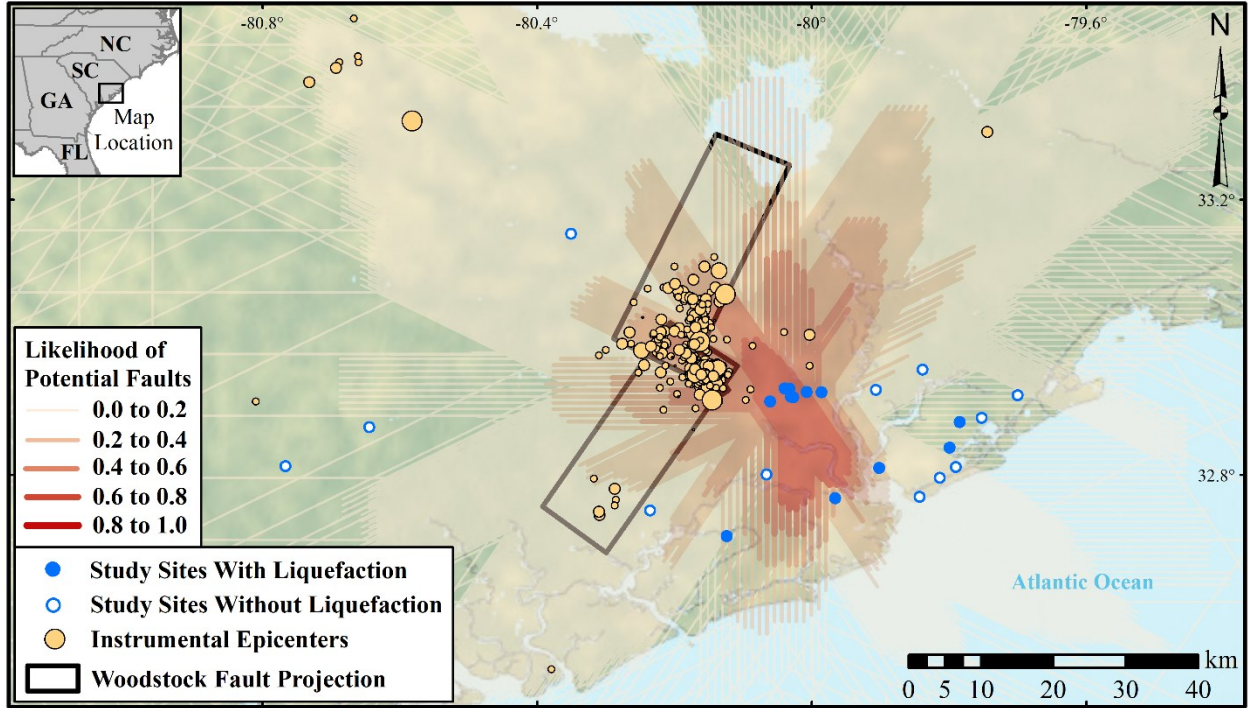 -80.8°
-80.4°
-80°
-79.6°
N
NC
SC
GA
Map
Location
FL
33.2°
32.8°
Likelihood of
Potential Faults
0.0 to 0.2
0.2 to 0.4
0.4 to 0.6
0.6 to 0.8
0.8 to 1.0
Study Sites With Liquefaction
Study Sites Without Liquefaction
Instrumental Epicenters
Woodstock Fault Projection
Atlantic Ocean
km
0 5 10 20 30 40